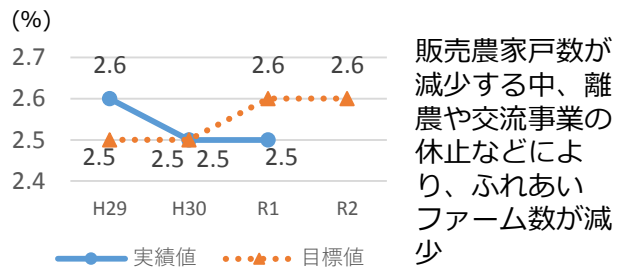 (%)
2.7
2.6
2.5
2.4
2.6
2.6
2.6
2.5
2.5
2.5
2.5
H29
H30
R1
R2
実績値
目標値
販売農家戸数が
減少する中、離
農や交流事業の
休止などによ
り、ふれあい
ファーム数が減
少